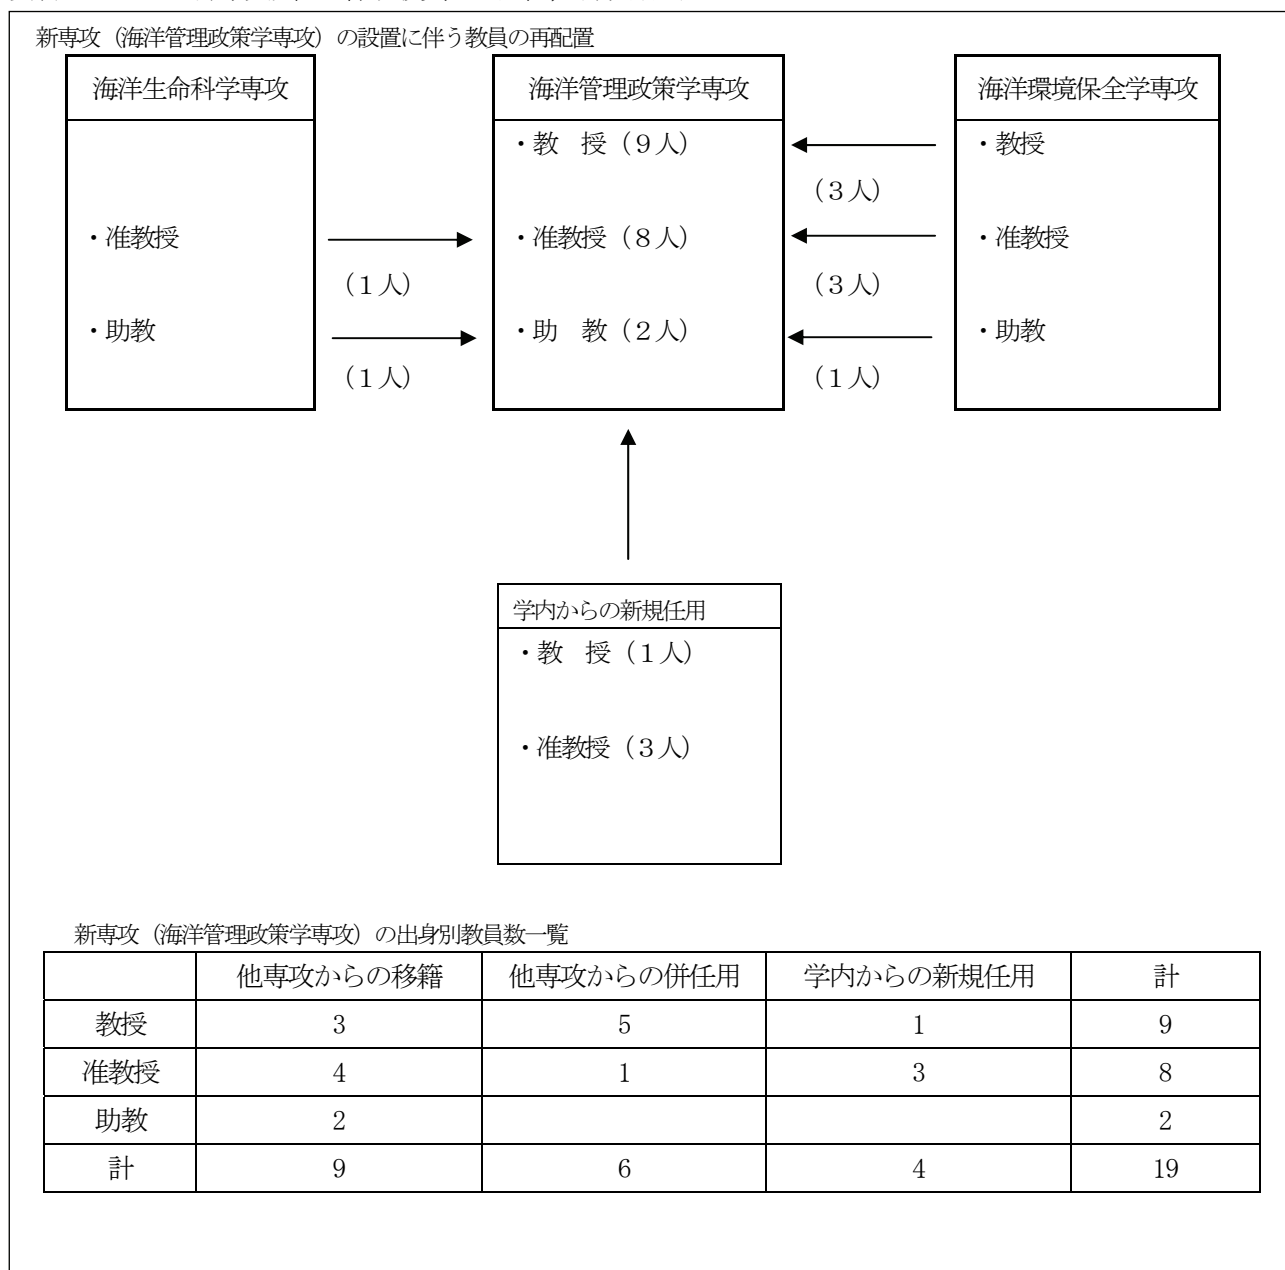 新専攻（海洋管理政策学専攻）の設置に伴う教員の再配置
海洋生命科学専攻
・准教授
・助教
（１人）
（１人）
海洋管理政策学専攻
・教　授（９人）
・准教授（８人）
・助　教（２人）
（３人）
（３人）
（１人）
海洋環境保全学専攻
・教授
・准教授
・助教
学内からの新規任用
・教　授（１人）
・准教授（３人）
新専攻（海洋管理政策学専攻）の出身別教員数一覧
他専攻からの移籍 他専攻からの併任用 学内からの新規任用 計
教授 3 5 1 9
准教授 4 1 3 8
助教 2 2
計 9 6 4 19